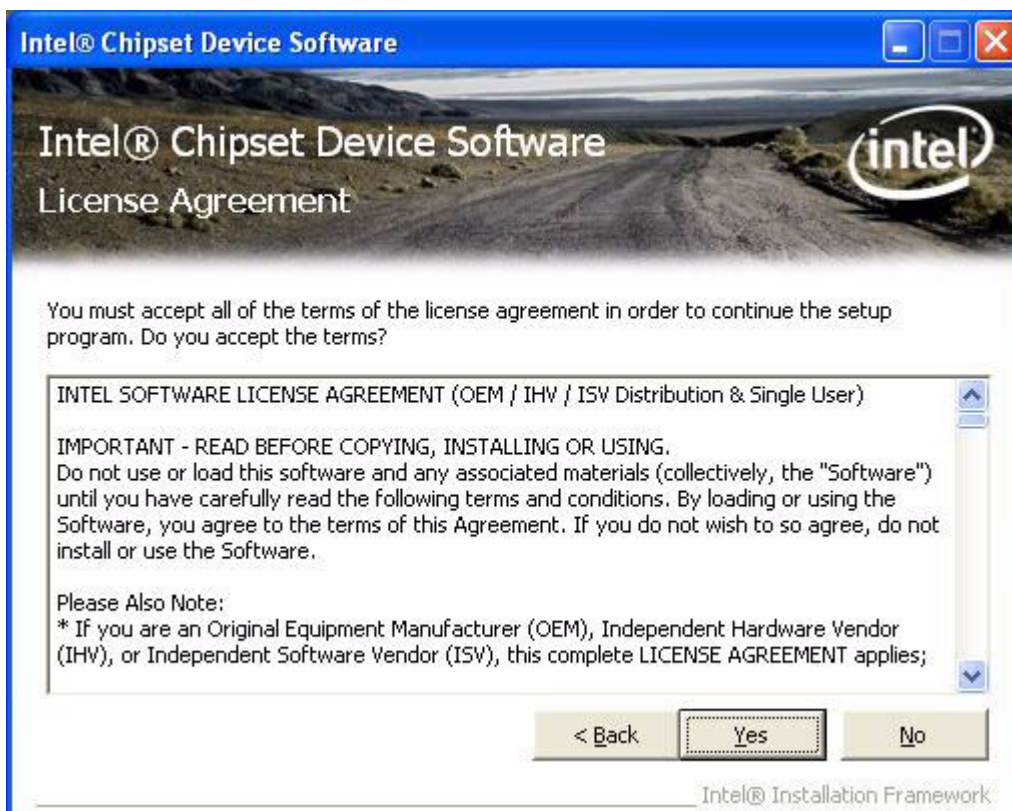 Intel® Chipset Device Software
Intel® Chipset Device Software
intel
License Agreement
You must accept all of the terms of the license agreement in order to continue the setup
program. Do you accept the terms?
INTEL SOFTWARE LICENSE AGREEMENT (OEM / IHV / ISV Distribution & Single User)
IMPORTANT - READ BEFORE COPYING, INSTALLING OR USING.
Do not use or load this software and any associated materials (collectively, the "Software")
until you have carefully read the following terms and conditions. By loading or using the
Software, you agree to the terms of this Agreement. If you do not wish to so agree, do not
install or use the Software.
Please Also Note:
* If you are an Original Equipment Manufacturer (OEM), Independent Hardware Vendor
(IHV), or Independent Software Vendor (ISV), this complete LICENSE AGREEMENT applies;
< Back Yes No
Intel® Installation Framework